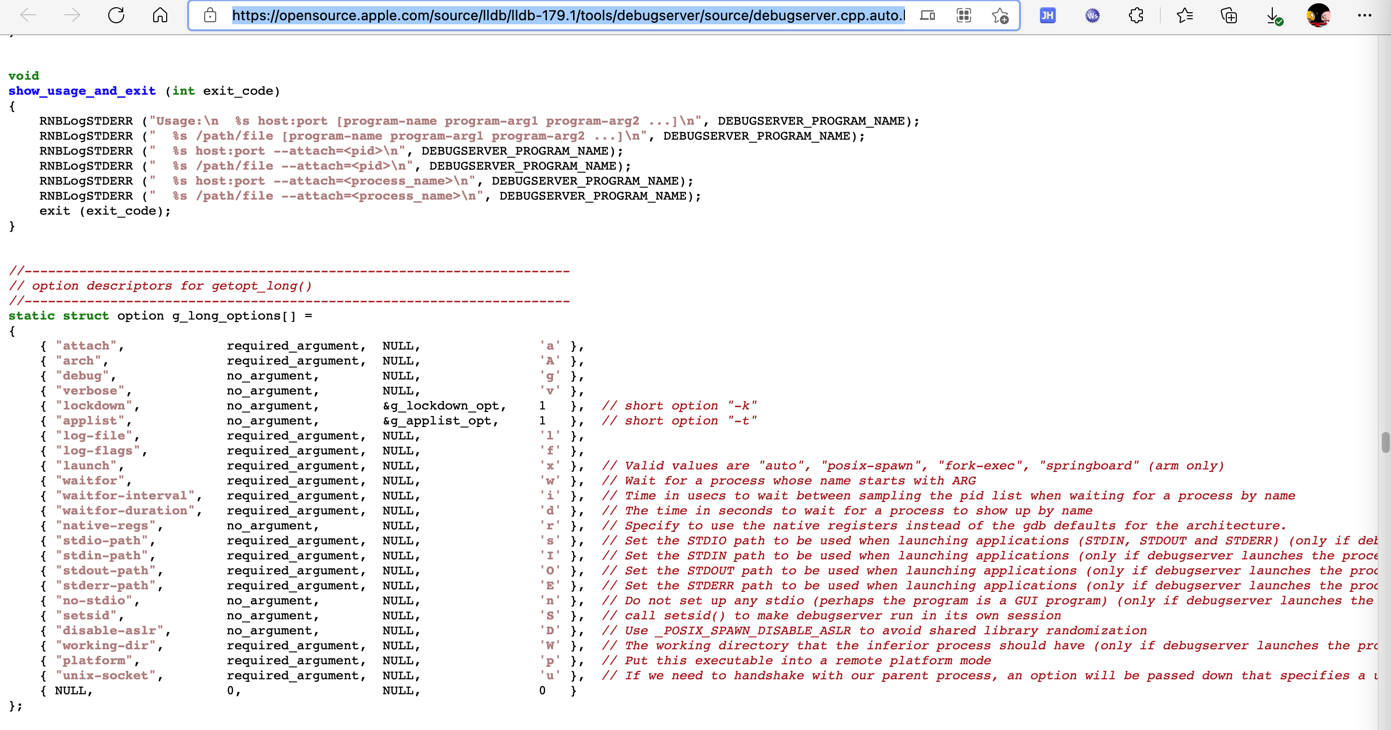 https://opensource.apple.com/source/lldb/lldb-179.1/tools/debugserver/source/debugserver.cpp.auto.
JH
Ws
void
show_usage_and_exit (int exit_code)
{
    RNBLogSTDERR ("Usage:\n  %s host:port [program-name program-arg1 program-arg2 ...]\n", DEBUGSERVER_PROGRAM_NAME);
    RNBLogSTDERR ("  %s /path/file [program-name program-arg1 program-arg2 ...]\n", DEBUGSERVER_PROGRAM_NAME);
    RNBLogSTDERR ("  %s host:port --attach=<pid>\n", DEBUGSERVER_PROGRAM_NAME);
    RNBLogSTDERR ("  %s /path/file --attach=<pid>\n", DEBUGSERVER_PROGRAM_NAME);
    RNBLogSTDERR ("  %s host:port --attach=<process_name>\n", DEBUGSERVER_PROGRAM_NAME);
    RNBLogSTDERR ("  %s /path/file --attach=<process_name>\n", DEBUGSERVER_PROGRAM_NAME);
    exit (exit_code);
}
//----------------------------------------------------------------------
// option descriptors for getopt_long()
//----------------------------------------------------------------------
static struct option g_long_options[] =
{
    { "attach",             required_argument,  NULL,               'a' },
    { "arch",               required_argument,  NULL,               'A' },
    { "debug",              no_argument,        NULL,               'g' },
    { "verbose",            no_argument,        NULL,               'v' },
    { "lockdown",           no_argument,        &g_lockdown_opt,    1   },  // short option "-k"
    { "applist",            no_argument,        &g_applist_opt,     1   },  // short option "-t"
    { "log-file",           required_argument,  NULL,               'l' },
    { "log-flags",          required_argument,  NULL,               'f' },
    { "launch",             required_argument,  NULL,               'x' },  // Valid values are "auto", "posix-spawn", "fork-exec", "springboard" (arm only)
    { "waitfor",            required_argument,  NULL,               'w' },  // Wait for a process whose name starts with ARG
    { "waitfor-interval",   required_argument,  NULL,               'i' },  // Time in usecs to wait between sampling the pid list when waiting for a process by name
    { "waitfor-duration",   required_argument,  NULL,               'd' },  // The time in seconds to wait for a process to show up by name
    { "native-regs",        no_argument,        NULL,               'r' },  // Specify to use the native registers instead of the gdb defaults for the architecture.
    { "stdio-path",         required_argument,  NULL,               's' },  // Set the STDIO path to be used when launching applications (STDIN, STDOUT and STDERR) (only if deb
    { "stdin-path",         required_argument,  NULL,               'I' },  // Set the STDIN path to be used when launching applications (only if debugserver launches the proce
    { "stdout-path",        required_argument,  NULL,               'O' },  // Set the STDOUT path to be used when launching applications (only if debugserver launches the proc
    { "stderr-path",        required_argument,  NULL,               'E' },  // Set the STDERR path to be used when launching applications (only if debugserver launches the proc
    { "no-stdio",           no_argument,        NULL,               'n' },  // Do not set up any stdio (perhaps the program is a GUI program) (only if debugserver launches the
    { "setsid",             no_argument,        NULL,               'S' },  // call setsid() to make debugserver run in its own session
    { "disable-aslr",       no_argument,        NULL,               'D' },  // Use _POSIX_SPAWN_DISABLE_ASLR to avoid shared library randomization
    { "working-dir",        required_argument,  NULL,               'W' },  // The working directory that the inferior process should have (only if debugserver launches the pro
    { "platform",           required_argument,  NULL,               'p' },  // Put this executable into a remote platform mode
    { "unix-socket",        required_argument,  NULL,               'u' },  // If we need to handshake with our parent process, an option will be passed down that specifies a u
    { NULL,                 0,                  NULL,               0   }
};